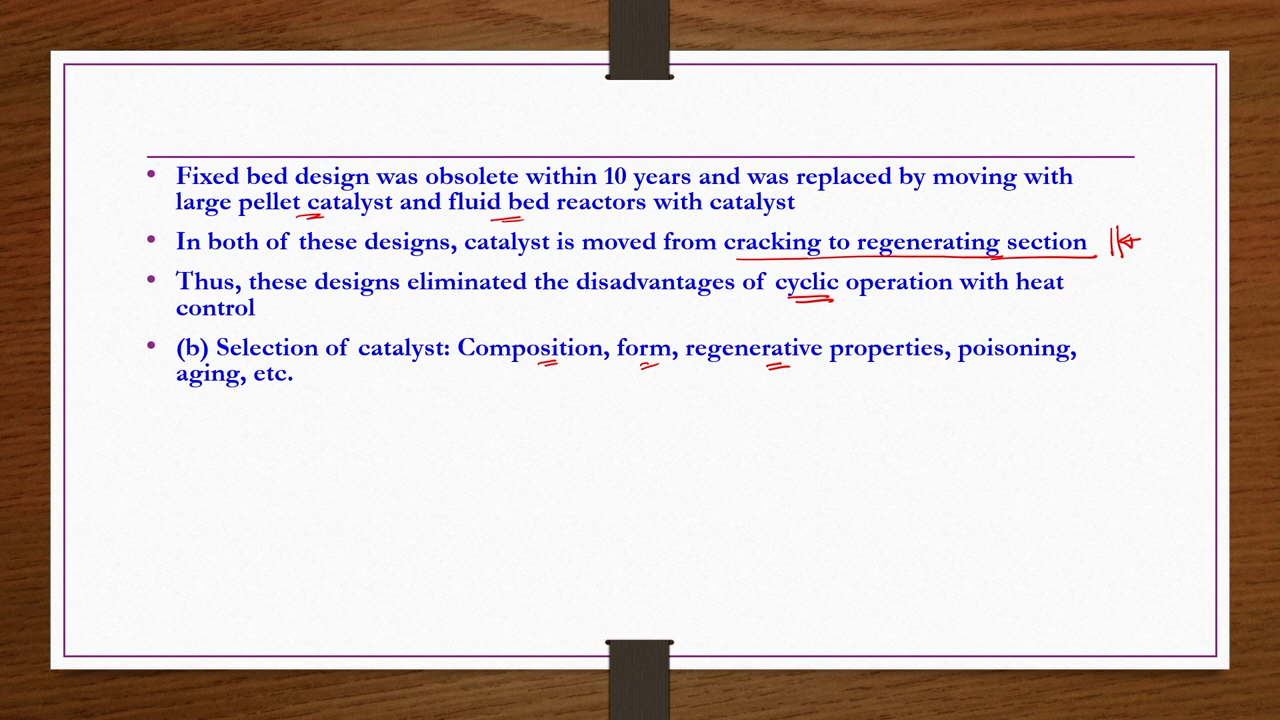 • Fixed bed design was obsolete within 10 years and was replaced by moving with
large pellet catalyst and fluid bed reactors with catalyst
• In both of these designs, catalyst is moved from cracking to regenerating section
• Thus, these designs eliminated the disadvantages of cyclic operation with heat
control
• (b) Selection of catalyst: Composition, form, regenerative properties, poisoning,
aging, etc.